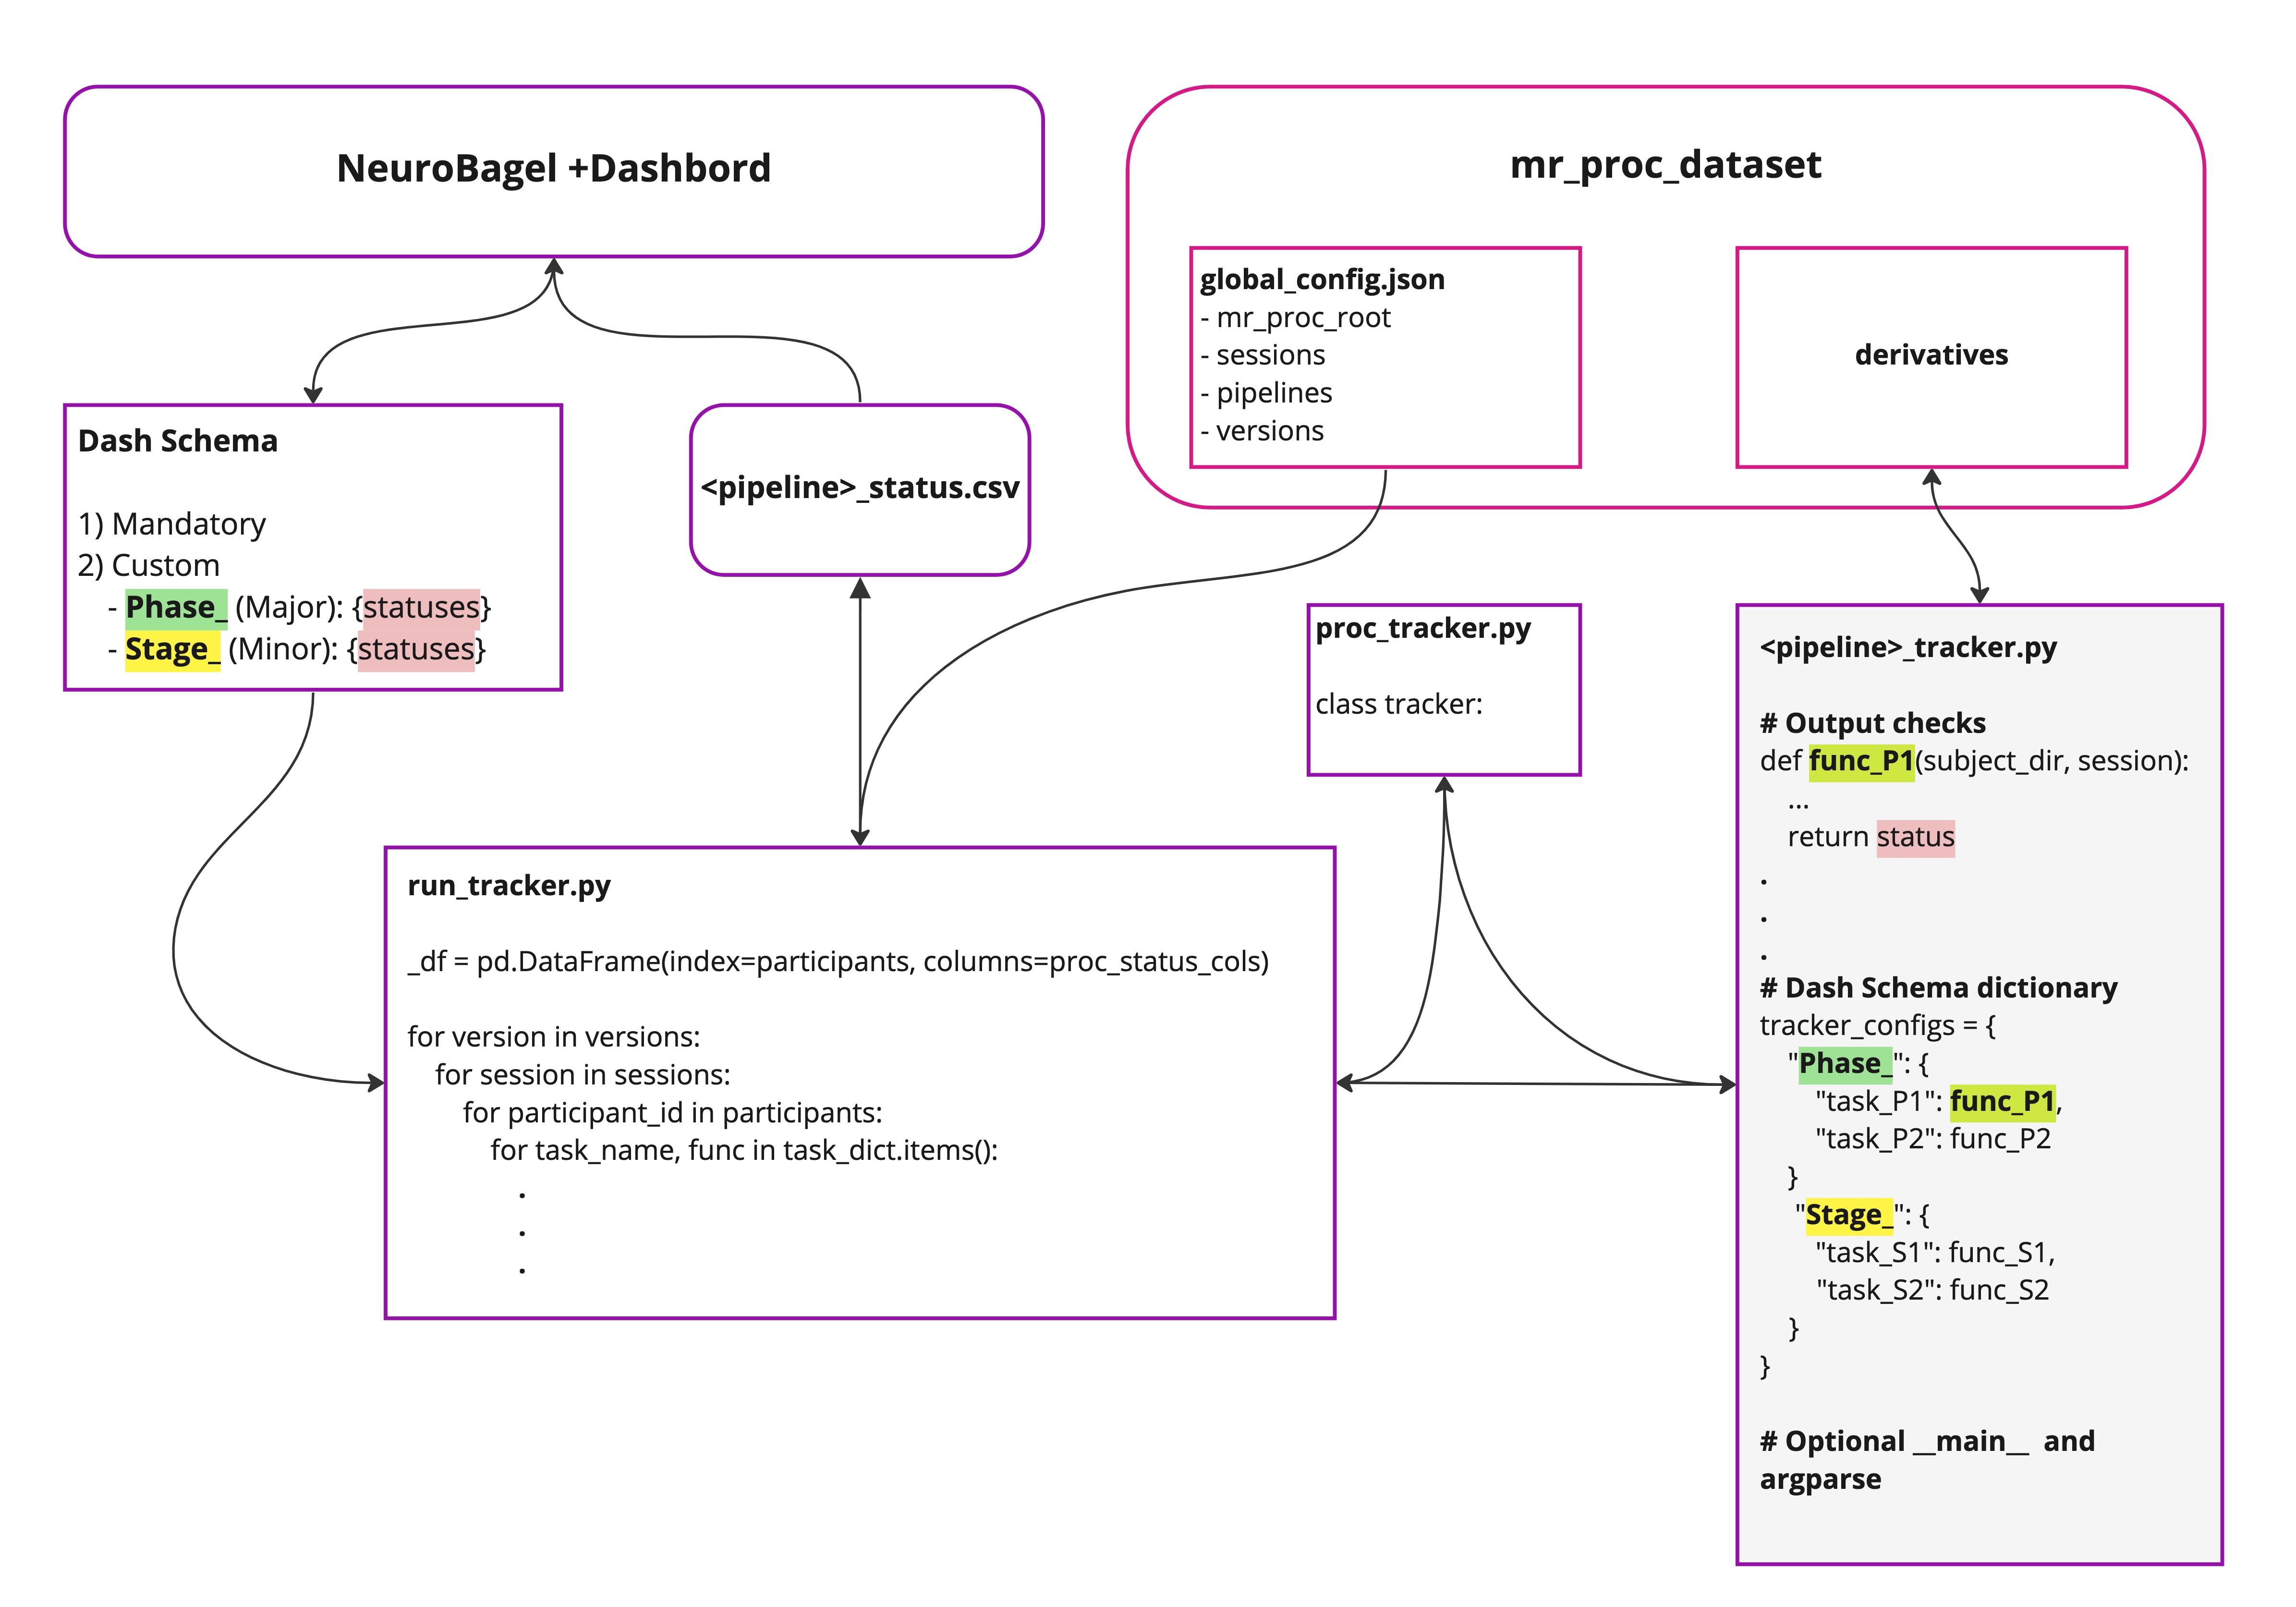 NeuroBagel +Dashbord
mr_proc_dataset
global_config.json
- mr_proc_root
- sessions
- pipelines
- versions
derivatives
Dash Schema
1) Mandatory
2) Custom
- Phase_ (Major): {statuses}
- Stage_ (Minor): {statuses}
<pipeline>_status.csv
proc_tracker.py
class tracker:
run_tracker.py
_df = pd.DataFrame(index=participants, columns=proc_status_cols)
for version in versions:
for session in sessions:
for participant_id in participants:
for task_name, func in task_dict.items():
.
.
.
<pipeline>_tracker.py
# Output checks
def func_P1(subject_dir, session):
...
return status
.
.
.
# Dash Schema dictionary
tracker_configs = {
"Phase_": {
"task_P1": func_P1,
"task_P2": func_P2
}
"Stage_": {
"task_S1": func_S1,
"task_S2": func_S2
}
}
# Optional __main__ and
argparse